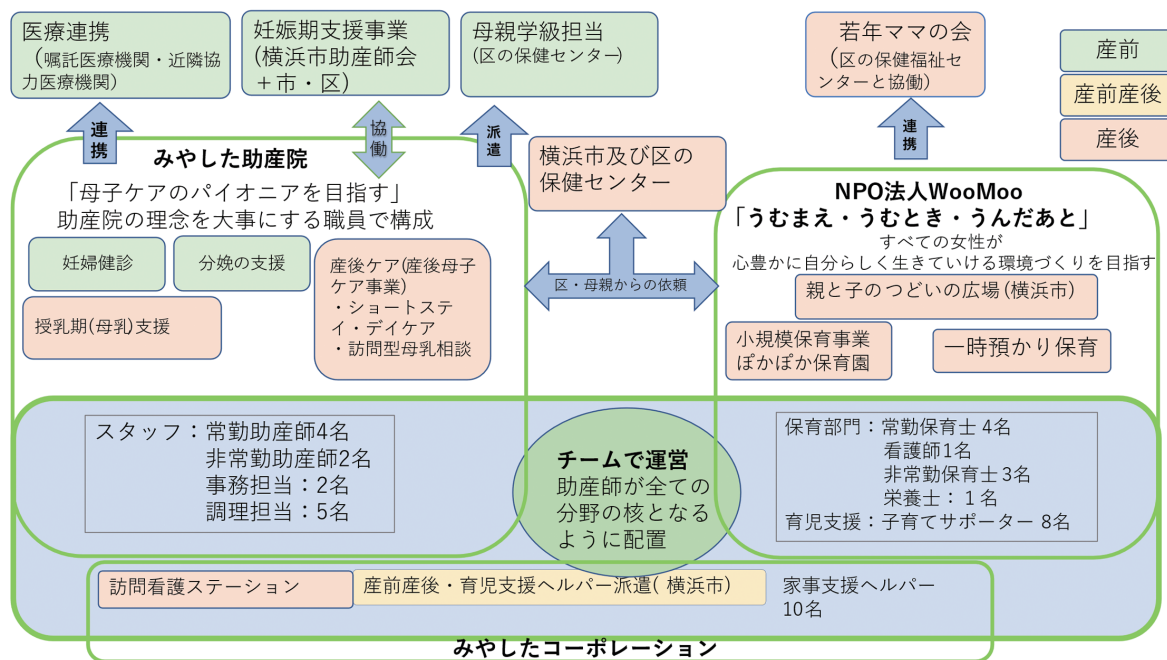 医療連携
（嘱託医療機関・近隣協
力医療機関）
妊娠期支援事業
(横浜市助産師会
＋市・区)
母親学級担当
(区の保健センター)
若年ママの会
(区の保健福祉セ
ンターと協働)
産前
産前産後
産後
連携
協働
派遣
連携
横浜市及び区の
保健センター
みやした助産院
「母子ケアのパイオニアを目指す」
助産院の理念を大事にする職員で構成
妊婦健診
分娩の支援
授乳期(母乳)支援
産後ケア(産後母子
ケア事業)
・ショートステ
イ・デイケア
・訪問型母乳相談
区・母親からの依頼
NPO法人WooMoo
「うむまえ・うむとき・うんだあと」
すべての女性が
心豊かに自分らしく生きていける環境づくりを目指す
親と子のつどいの広場(横浜市)
小規模保育事業
ぽかぽか保育園
一時預かり保育
スタッフ：常勤助産師4名
非常勤助産師2名
事務担当：2名
調理担当：5名
チームで運営
助産師が全ての
分野の核となる
ように配置
保育部門：常勤保育士 4名
看護師1名
非常勤保育士 3名
栄養士：１名
育児支援：子育てサポーター 8名
訪問看護ステーション
産前産後・育児支援ヘルパー派遣( 横浜市)
家事支援ヘルパー
10名
みやしたコーポレーション